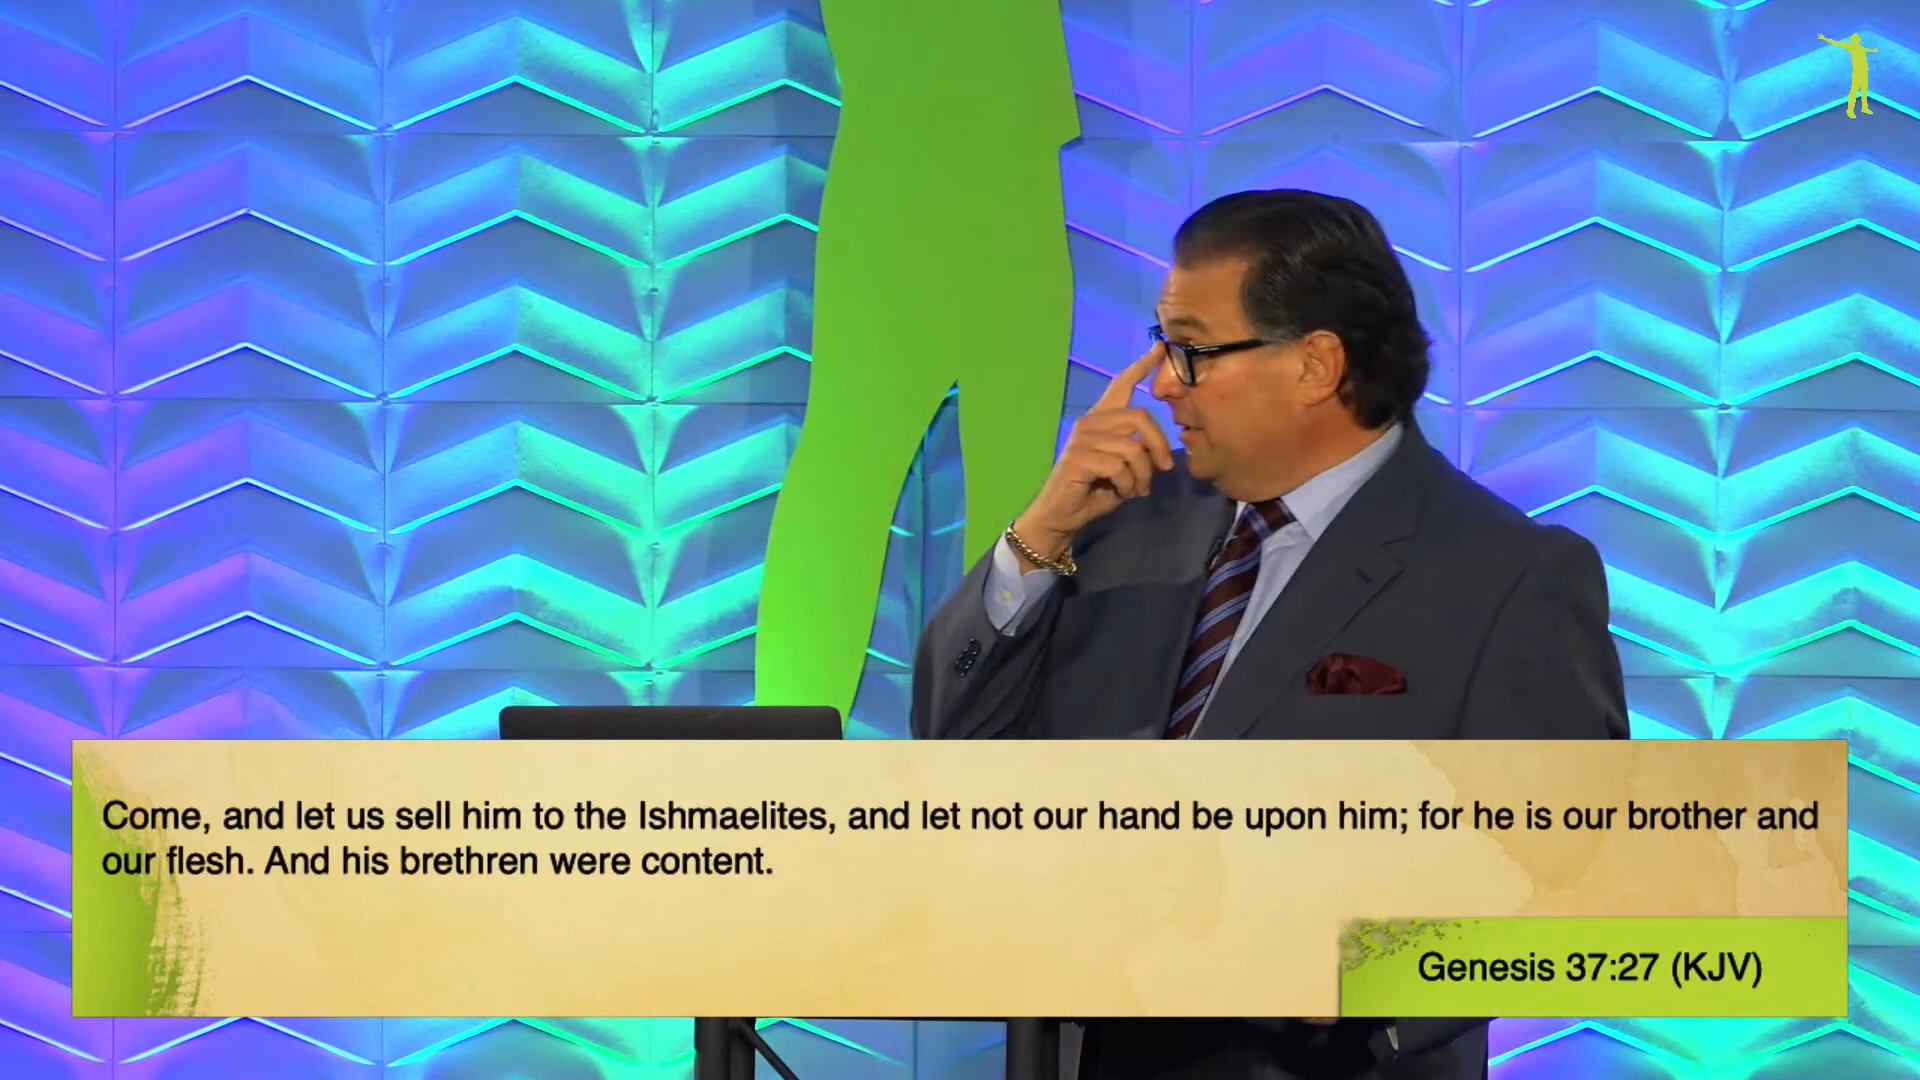 Come, and let us sell him to the Ishmaelites, and let not our hand be upon him; for he is our brother and
our flesh. And his brethren were content.
Genesis 37:27 (KJV)